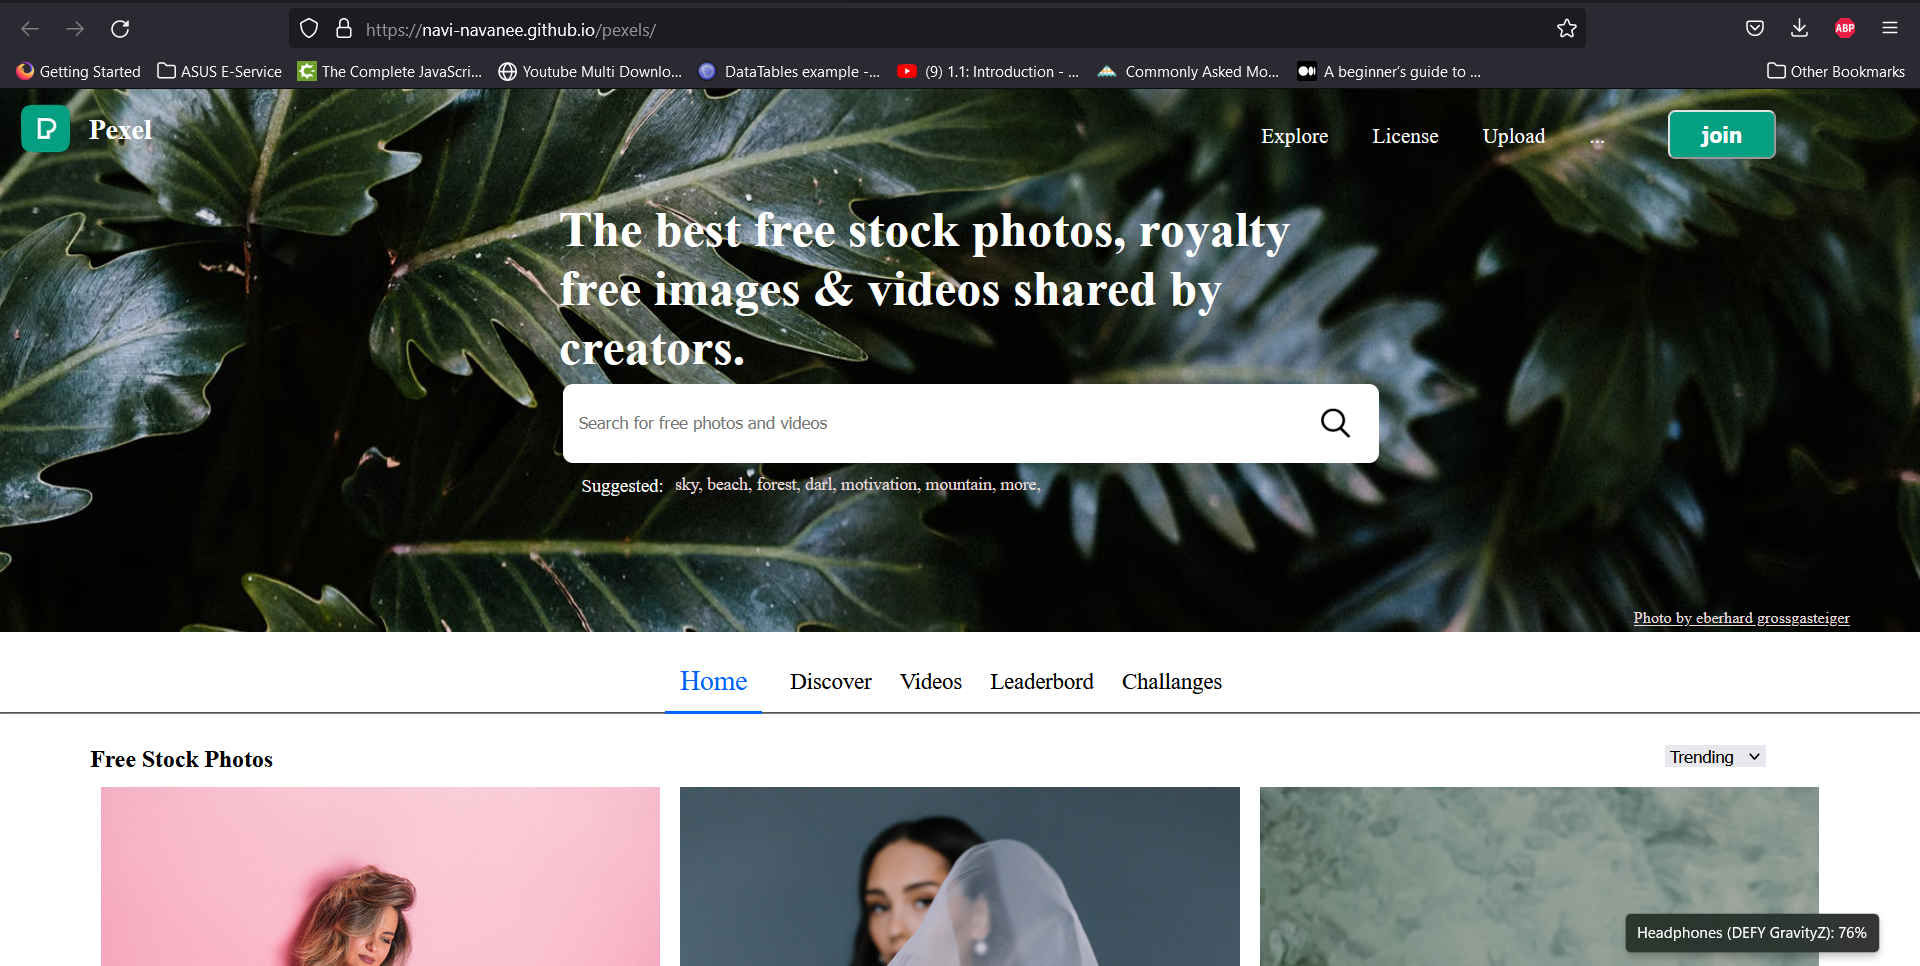 https://navi-navanee.github.io/pexels/
ABP
Getting Started
ASUS E-Service
The Complete JavaScri...
Youtube Multi Downlo...
DataTables example -...
(9) 1.1: Introduction - ...
Commonly Asked Mo...
A beginner's guide to ...
Other Bookmarks
Pexel
Explore
License
Upload
...
join
The best free stock photos, royalty
free images & videos shared by
creators.
Search for free photos and videos
Suggested: sky, beach, forest, darl, motivation, mountain, more,
Photo by eberhard grossgasteiger
Home
Discover
Videos
Leaderbord
Challanges
Free Stock Photos
Trending
Headphones (DEFY GravityZ): 76%